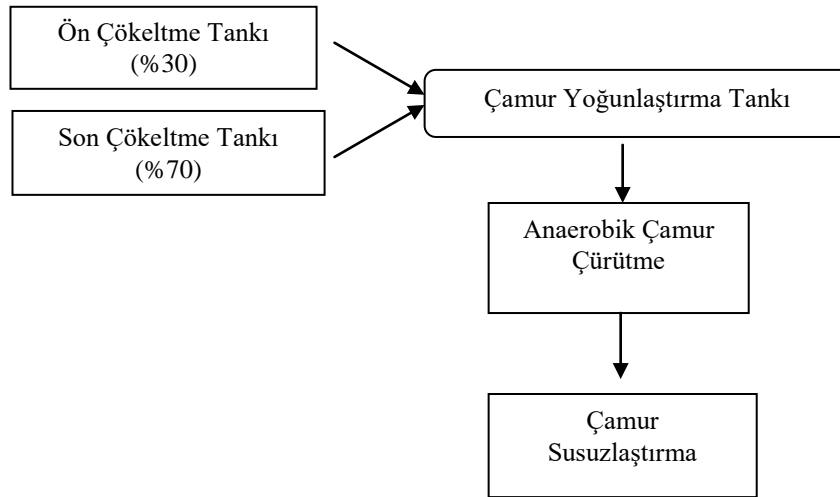 Ön Çökeltme Tankı
(%30)
Son Çökeltme Tankı
(%70)
Çamur Yoğunlaştırma Tankı
Anaerobik Çamur
Çürütme
Çamur
Susuzlaştırma